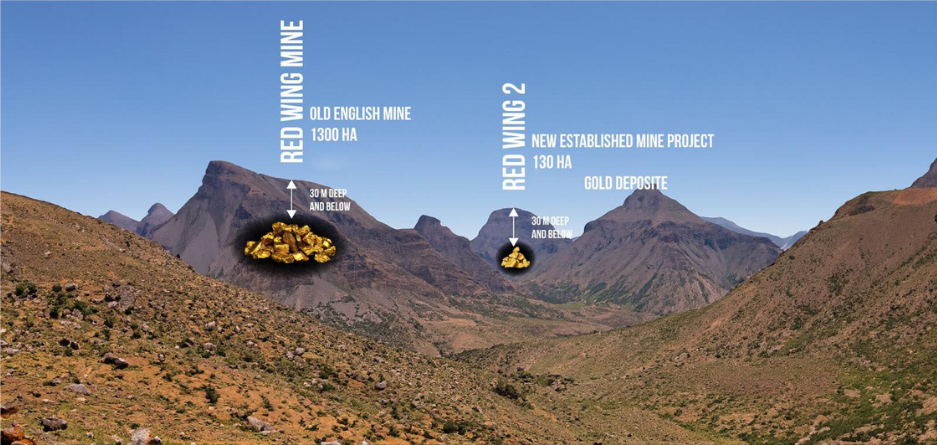 RED WING MINE
OLD ENGLISH MINE
1300 HA
30 M DEEP
AND BELOW
RED WING 2
NEW ESTABLISHED MINE PROJECT
130 HA
GOLD DEPOSITE
30 M DEEP
AND BELOW